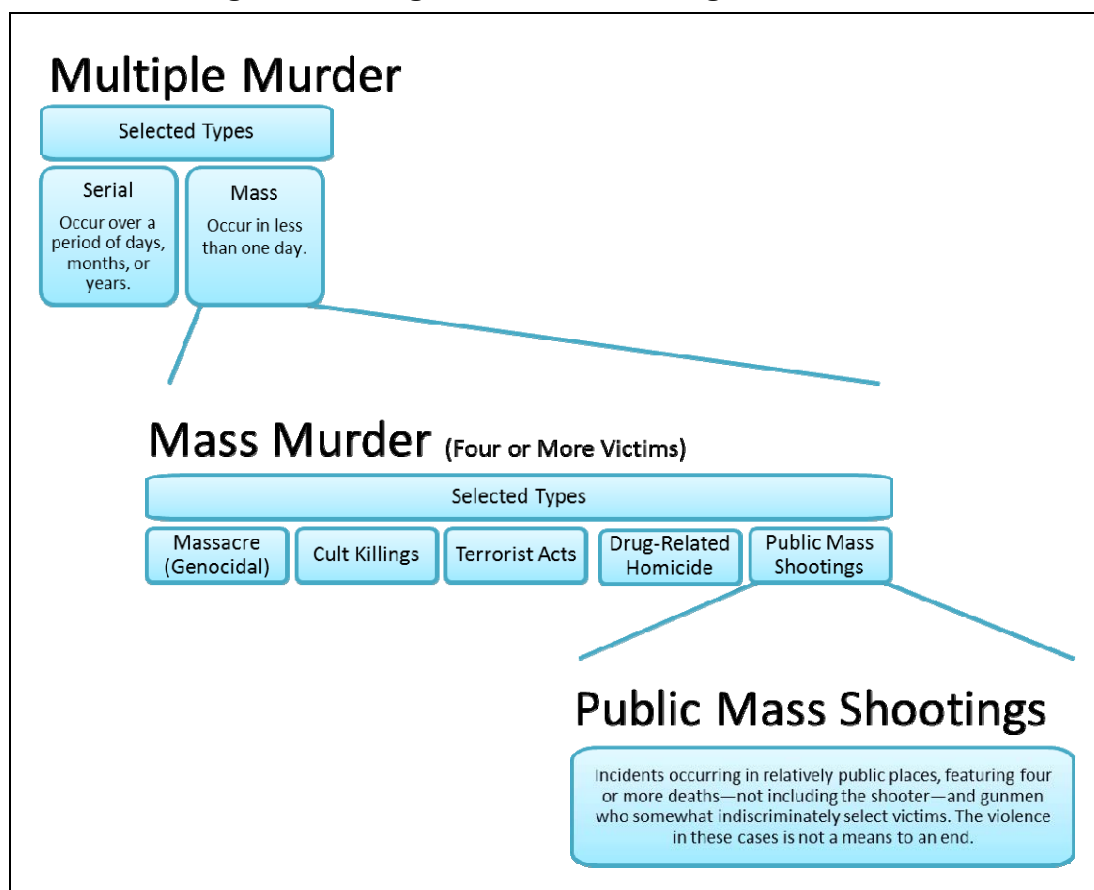 Multiple Murder
Selected Types
Serial
Occur over a
period of days,
months, or
years.
Mass
Occur in less
than one day.
Mass Murder (Four or More Victims)
Selected Types
Massacre
(Genocidal)
Cult Killings
Terrorist Acts
Drug-Related
Homicide
Public Mass
Shootings
Public Mass Shootings
Incidents occurring in relatively public places, featuring four
or more deaths—not including the shooter—and gunmen
who somewhat indiscriminately select victims. The violence
in these cases is not a means to an end.